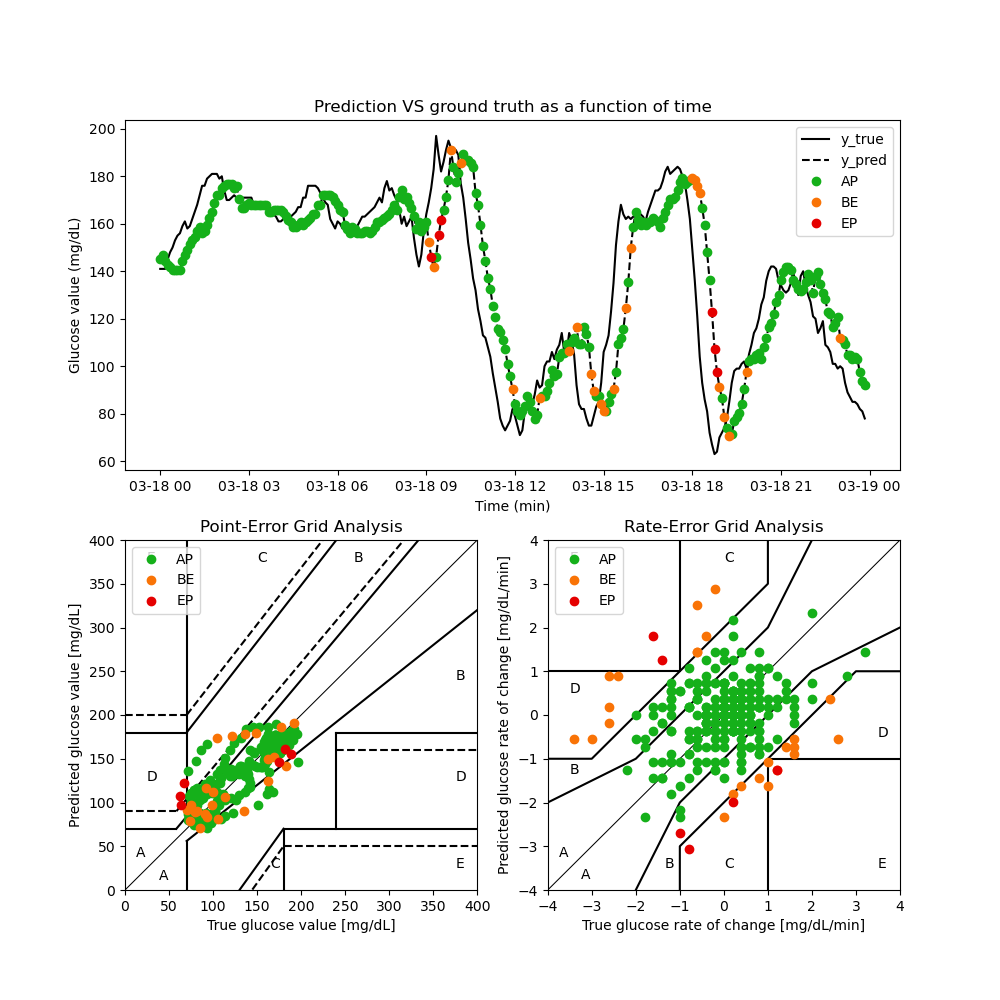 Prediction VS ground truth as a function of time
Glucose value (mg/dL)
200
180
160
140
120
100
80
60
y_true
y_pred
AP
BE
EP
03-18 00 03-18 03 03-18 06 03-18 09 03-18 12 03-18 15 03-18 18 03-18 21 03-19 00
Time (min)
Point-Error Grid Analysis
Predicted glucose value [mg/dL]
400
350
300
250
200
150
100
50
0
AP
BE
EP
C
B
B
D
D
A
A
C
E
0 50 100 150 200 250 300 350 400
True glucose value [mg/dL]
Rate-Error Grid Analysis
Predicted glucose rate of change [mg/dL/min]
4
3
2
1
0
−1
−2
−3
−4
AP
BE
EP
C
D
D
B
A
A
B
C
E
−4 −3 −2 −1 0 1 2 3 4
True glucose rate of change [mg/dL/min]